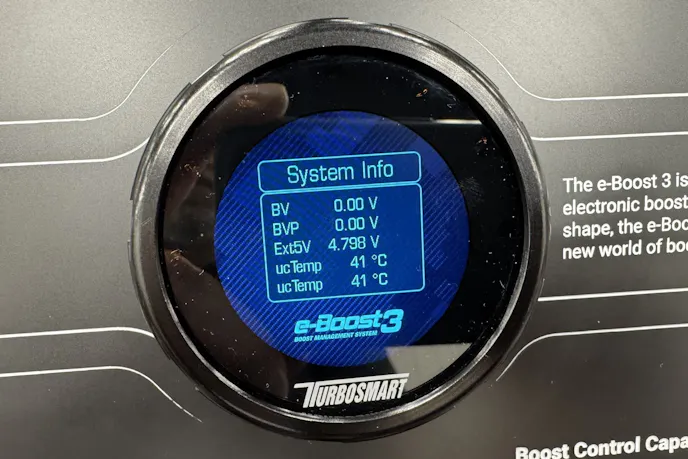 System Info
BV 0.00 V
BVP 0.00 V
Ext5V 4.798 V
ucTemp 41 °C
ucTemp 41 °C
e-Boost3
BOOST MANAGEMENT SYSTEM
TURBOSMART
The e-Boost 3 is
electronic boost
shape, the e-Boo
new world of boo
Boost Control Capa